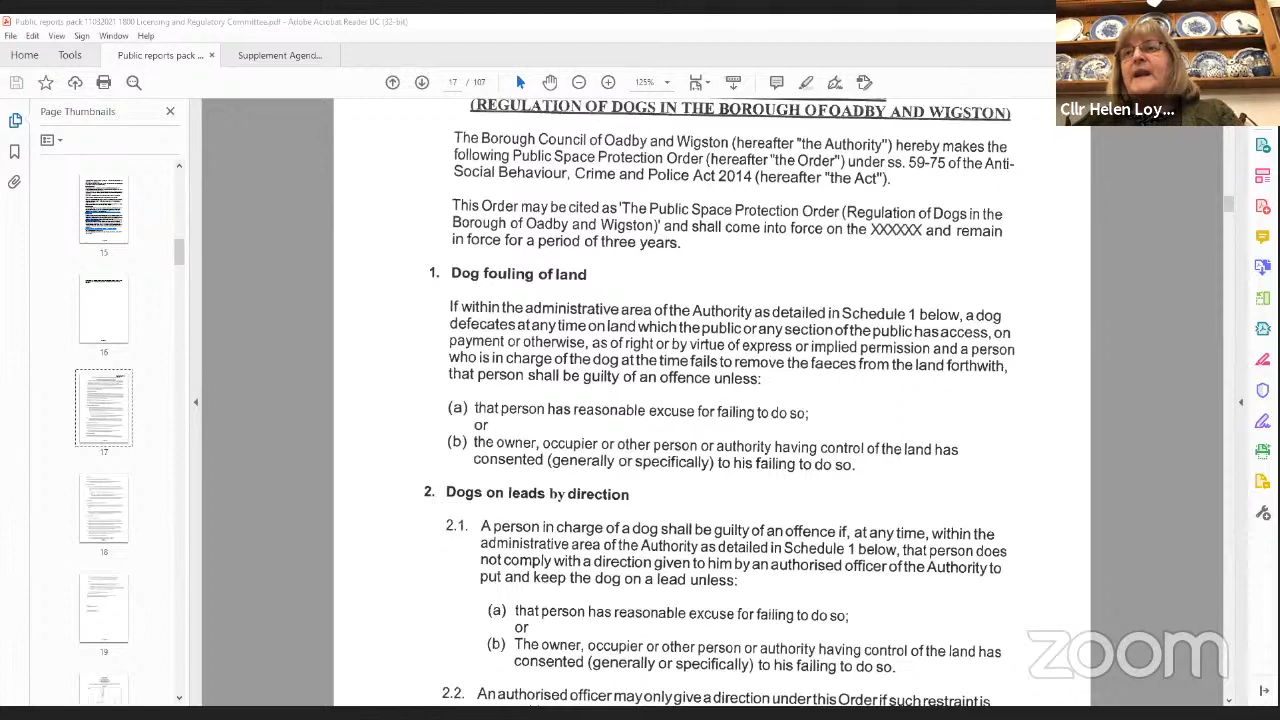 Public reports pack 11032021 1800 Licensing and Regulatory Committee.pdf - Adobe Acrobat Reader DC (32-bit)
File Edit View Sign Window Help
Home Tools Public reports pack ... × Supplement Agend...
17 / 107 125%
Page Thumbnails
15
16
17
18
19
Cllr Helen Loy...
(REGULATION OF DOGS IN THE BOROUGH OF OADBY AND WIGSTON)
The Borough Council of Oadby and Wigston (hereafter "the Authority") hereby makes the
following Public Space Protection Order (hereafter "the Order") under ss. 59-75 of the Anti-
Social Behaviour, Crime and Police Act 2014 (hereafter "the Act").
This Order may be cited as 'The Public Space Protection Order (Regulation of Dogs in the
Borough of Oadby and Wigston)' and shall come into force on the XXXXXX and remain
in force for a period of three years.
1. Dog fouling of land
If within the administrative area of the Authority as detailed in Schedule 1 below, a dog
defecates at any time on land which the public or any section of the public has access, on
payment or otherwise, as of right or by virtue of express or implied permission and a person
who is in charge of the dog at the time fails to remove the faeces from the land forthwith,
that person shall be guilty of an offence unless:
(a) that person has reasonable excuse for failing to do so;
or
(b) the owner, occupier or other person or authority having control of the land has
consented (generally or specifically) to his failing to do so.
2. Dogs on leads by direction
2.1. A person in charge of a dog shall be guilty of an offence if, at any time, within the
administrative area of the Authority as detailed in Schedule 1 below, that person does
not comply with a direction given to him by an authorised officer of the Authority to
put and keep the dog on a lead unless:
(a) that person has reasonable excuse for failing to do so;
or
(b) The owner, occupier or other person or authority having control of the land has
consented (generally or specifically) to his failing to do so.
2.2. An authorised officer may only give a direction under this Order if such restraint is
zoom